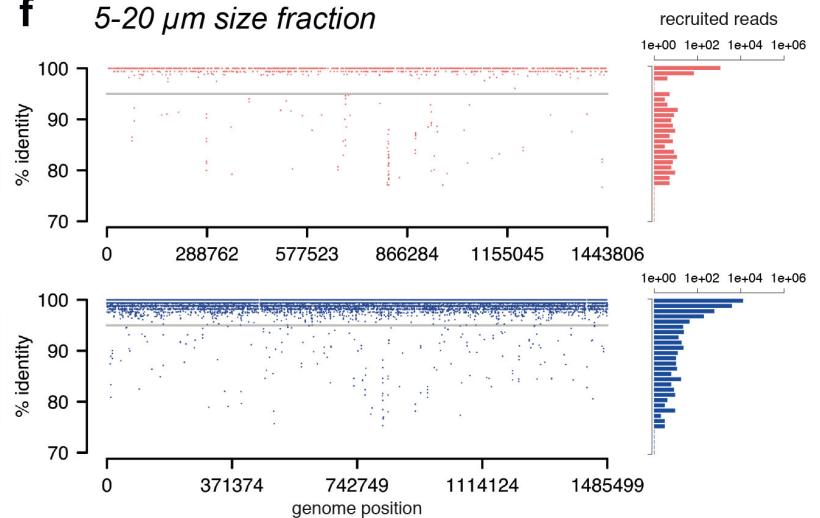 f 5-20 µm size fraction
recruited reads
1e+00 1e+02 1e+04 1e+06
100
90
80
70
% identity
0 288762 577523 866284 1155045 1443806
1e+00 1e+02 1e+04 1e+06
100
90
80
70
% identity
0 371374 742749 1114124 1485499
genome position